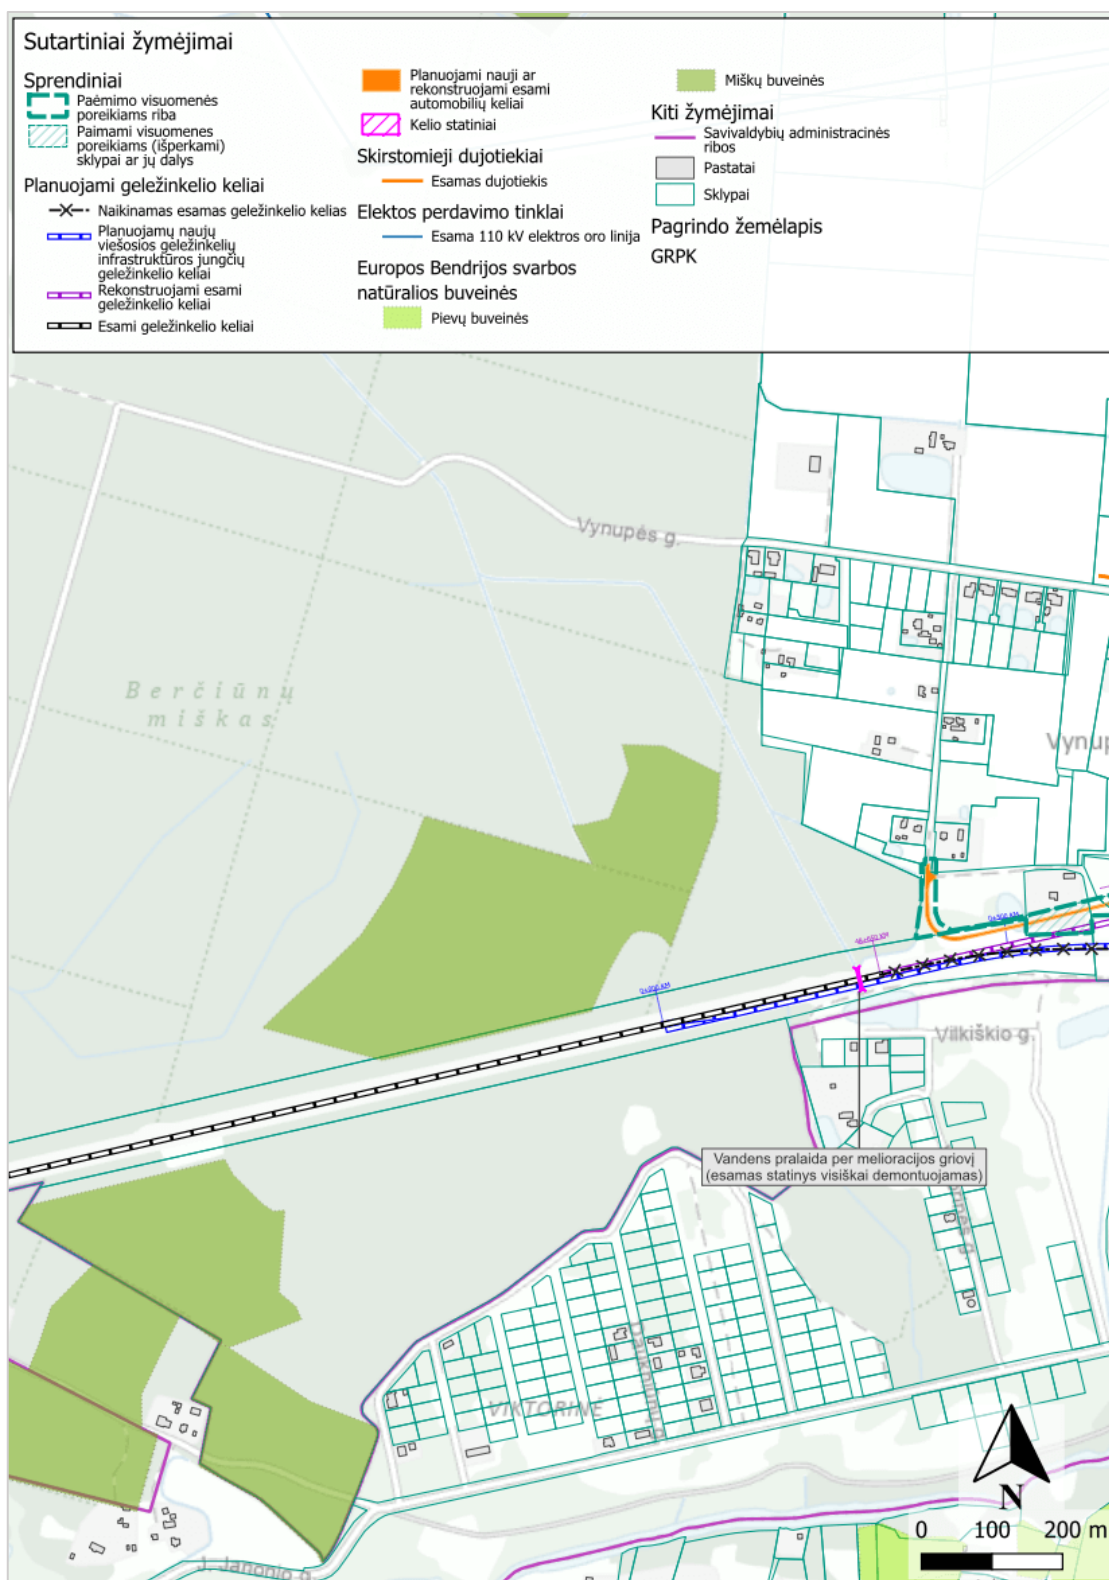 Sutartiniai žymėjimai
Sprendiniai
Paėmimo visuomenės
poreikiams riba
Paimami visuomenes
poreikiams (išperkami)
sklypai ar jų dalys
Planuojami geležinkelio keliai
Naikinamas esamas geležinkelio kelias
Planuojamų naujų
viešosios geležinkelių
infrastruktūros jungčių
geležinkelio keliai
Rekonstruojami esami
geležinkelio keliai
Esami geležinkelio keliai
Planuojami nauji ar
rekonstruojami esami
automobilių keliai
Kelio statiniai
Skirstomieji dujotiekiai
Esamas dujotiekis
Elektos perdavimo tinklai
Esama 110 kV elektros oro linija
Europos Bendrijos svarbos
natūralios buveinės
Pievų buveinės
Miškų buveinės
Kiti žymėjimai
Savivaldybių administracinės
ribos
Pastatai
Sklypai
Pagrindo žemėlapis
GRPK
Vynupės g.
Berčiūnų
miškas
Vynup
Vilkiškio g.
Vandens pralaida per melioracijos griovį
(esamas statinys visiškai demontuojamas)
VIKTORINĖ
J. Janonio g.
N
0 100 200 m